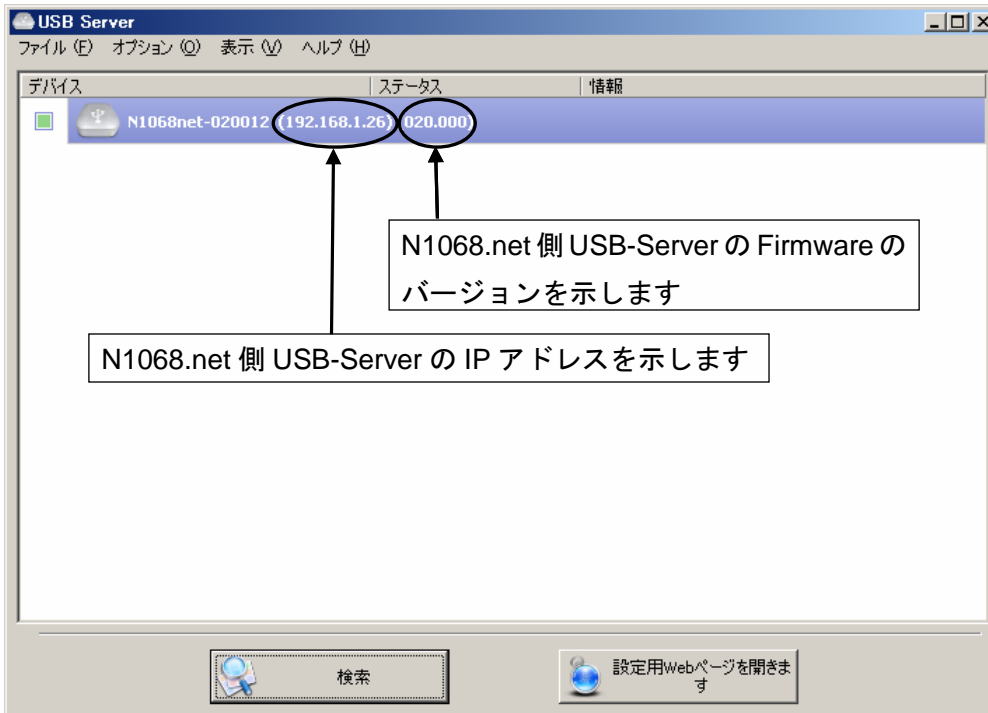 USB Server
ファイル (F) オプション (O) 表示 (V) ヘルプ (H)
デバイス ステータス 情報
N1068net-020012 (192.168.1.26) (020.000)
N1068.net 側 USB-Server の Firmware の
バージョンを示します
N1068.net 側 USB-Server の IP アドレスを示します
検索
設定用Webページを開きま
す